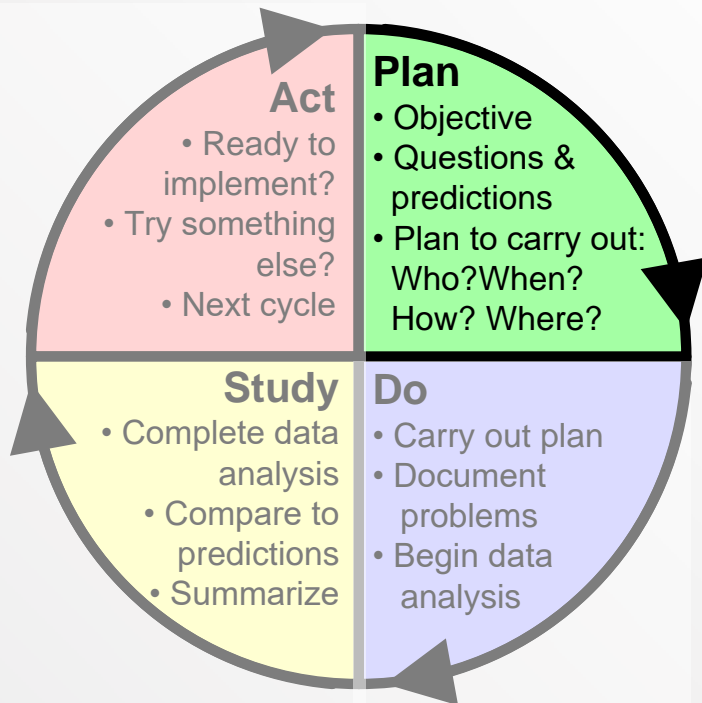 Act
• Ready to
implement?
• Try something
else?
• Next cycle
Plan
• Objective
• Questions &
predictions
• Plan to carry out:
Who?When?
How? Where?
Study
• Complete data
analysis
• Compare to
predictions
• Summarize
Do
• Carry out plan
• Document
problems
• Begin data
analysis